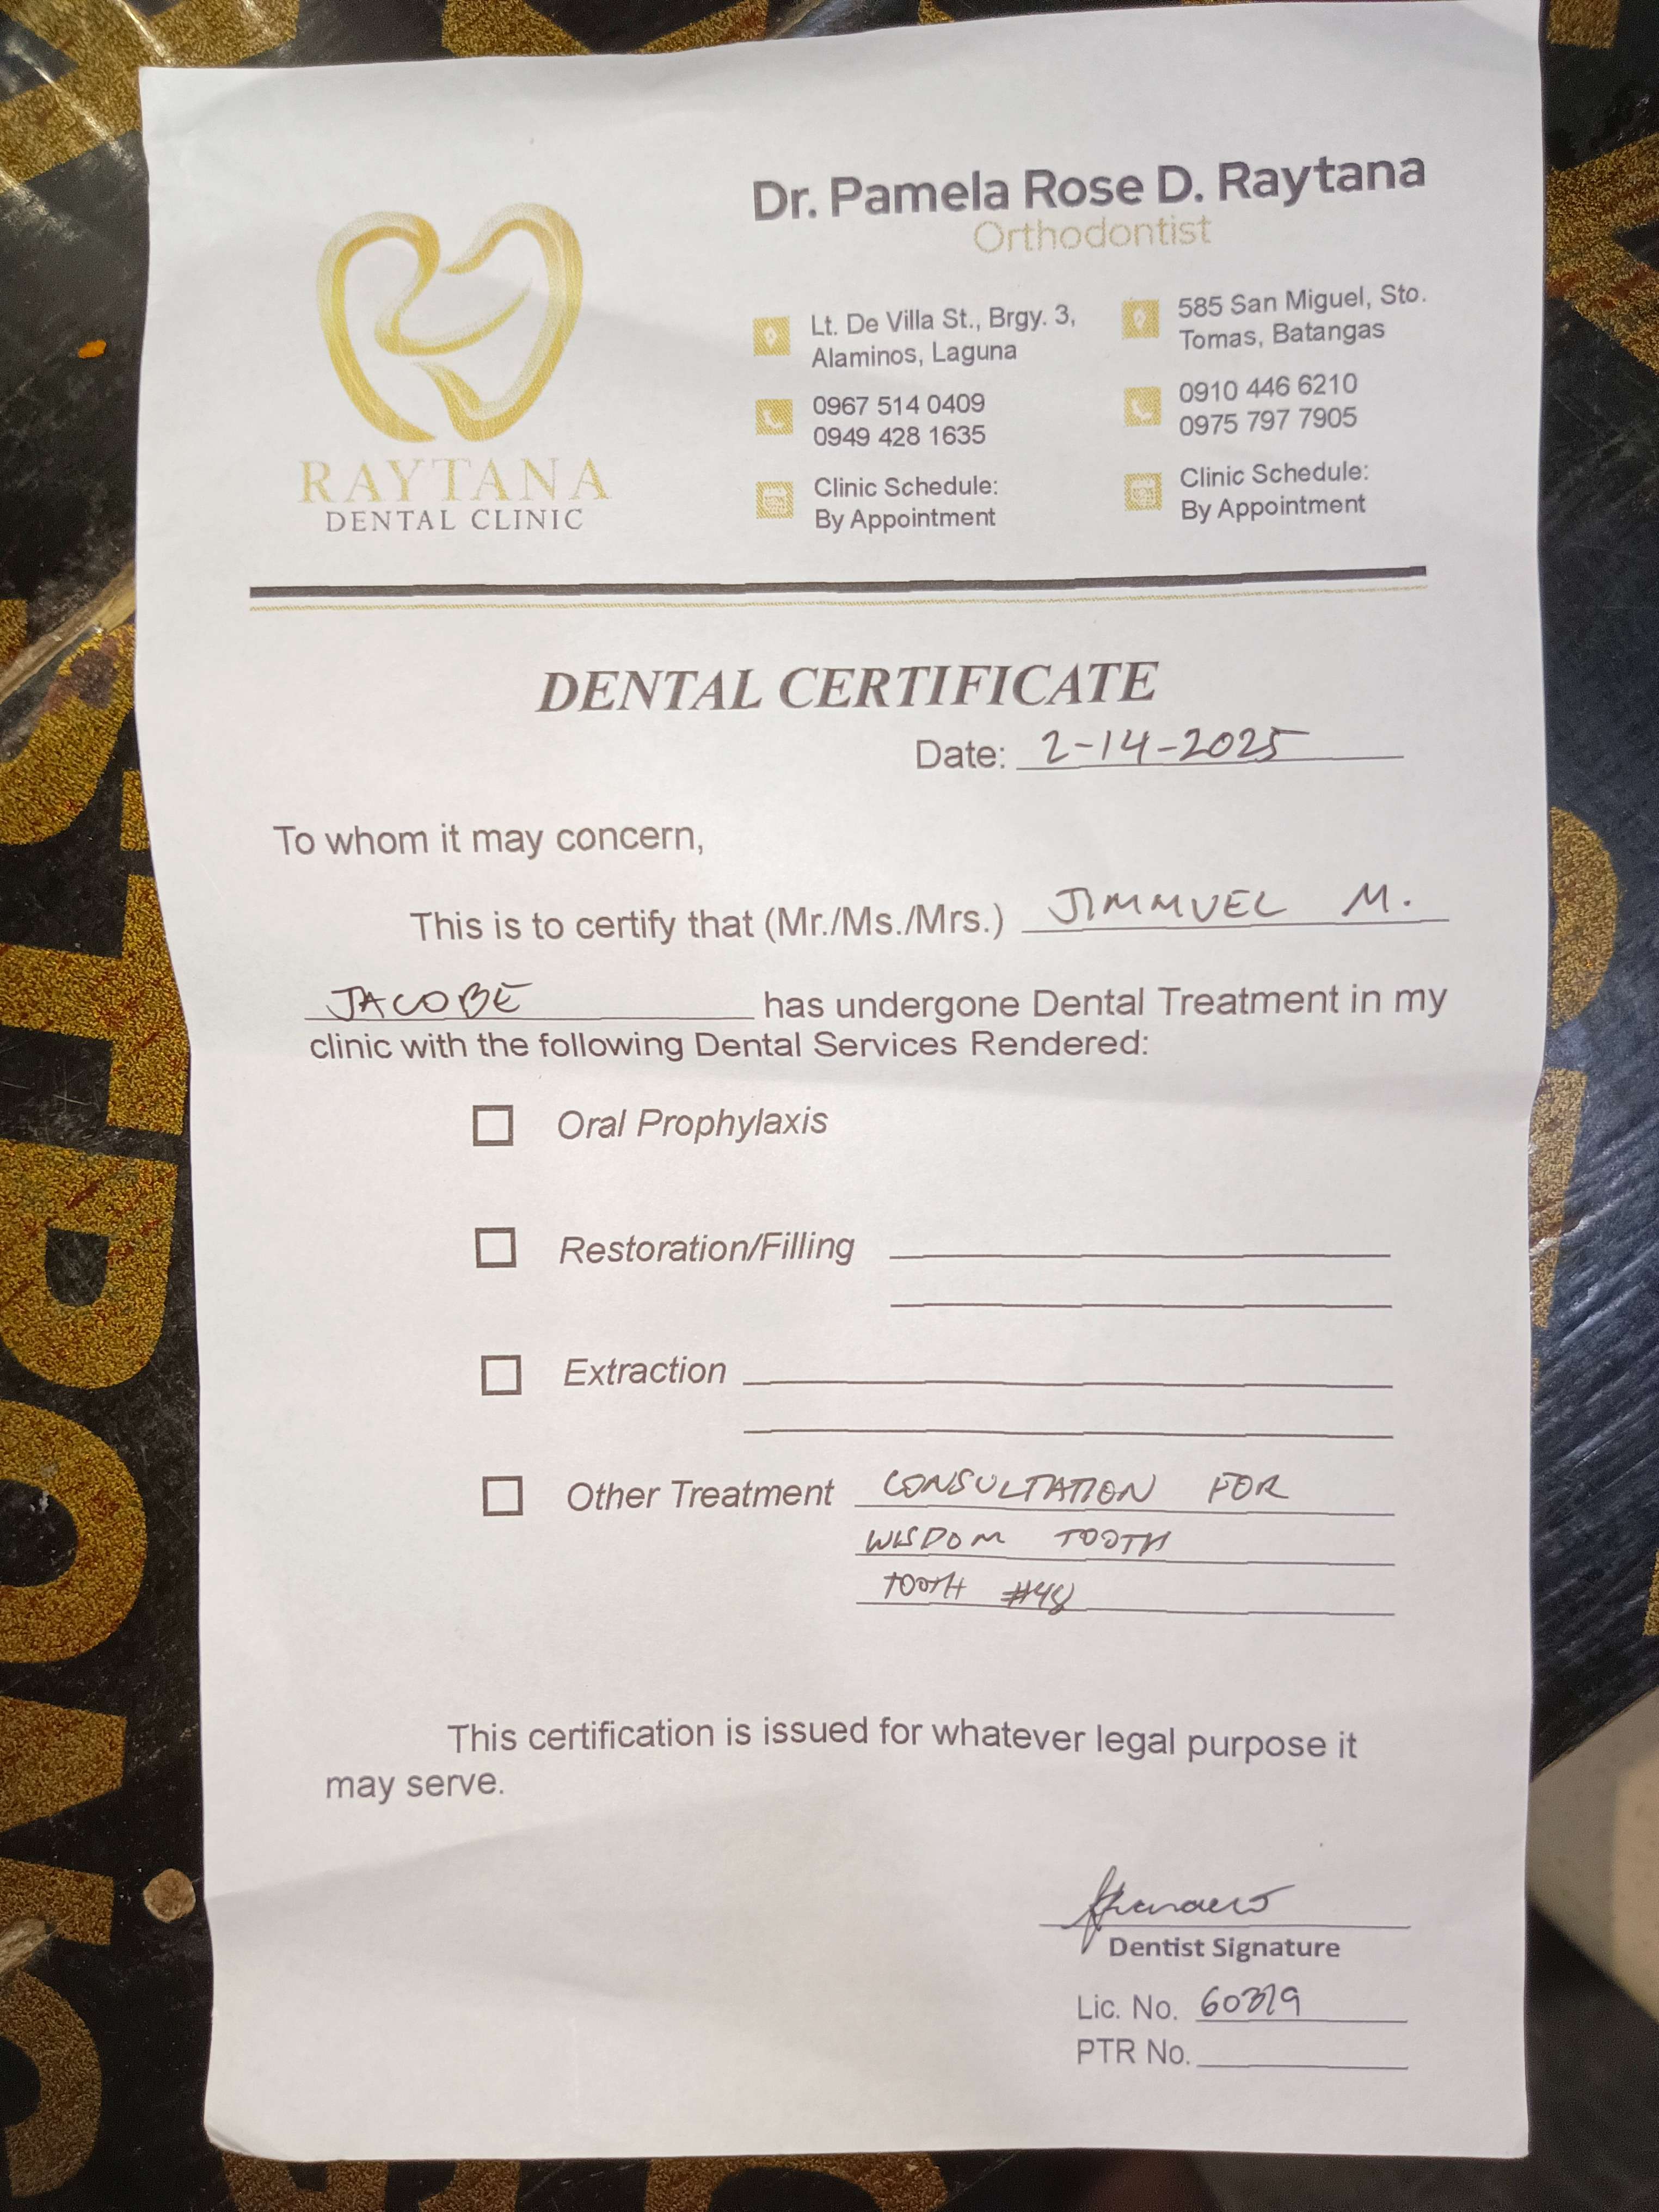 Dr. Pamela Rose D. Raytana
Orthodontist
RAYTANA
DENTAL CLINIC
Lt. De Villa St., Brgy. 3,
Alaminos, Laguna
0967 514 0409
0949 428 1635
Clinic Schedule:
By Appointment
585 San Miguel, Sto.
Tomas, Batangas
0910 446 6210
0975 797 7905
Clinic Schedule:
By Appointment
DENTAL CERTIFICATE
Date: 2-14-2025
To whom it may concern,
This is to certify that (Mr./Ms./Mrs.) JIMMUEL M.
JACOBE has undergone Dental Treatment in my
clinic with the following Dental Services Rendered:
Oral Prophylaxis
Restoration/Filling
Extraction
Other Treatment CONSULTATION FOR
WISDOM TOOTH
TOOTH #48
This certification is issued for whatever legal purpose it
may serve.
Dentist Signature
Lic. No.
PTR No.